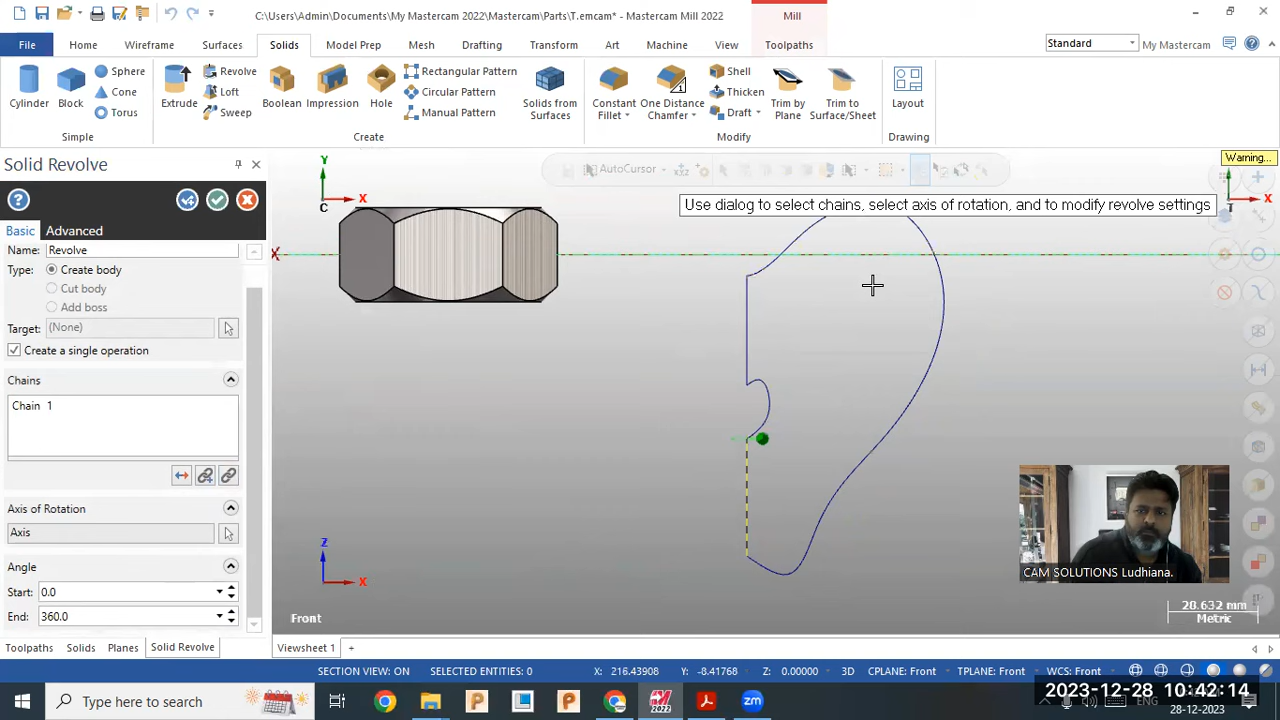 C:\Users\Admin\Documents\My Mastercam 2022\Mastercam\Parts\T.emcam* - Mastercam Mill 2022
Mill
File
Home
Wireframe
Surfaces
Solids
Model Prep
Mesh
Drafting
Transform
Art
Machine
View
Toolpaths
Standard
My Mastercam
Cylinder
Block
Sphere
Cone
Torus
Simple
Extrude
Revolve
Loft
Sweep
Boolean
Impression
Hole
Rectangular Pattern
Circular Pattern
Manual Pattern
Solids from Surfaces
Create
Constant Fillet
One Distance Chamfer
Shell
Thicken
Draft
Trim by Plane
Trim to Surface/Sheet
Modify
Layout
Drawing
Solid Revolve
Basic
Advanced
Name: Revolve
Type: Create body
Cut body
Add boss
Target: (None)
Create a single operation
Chains
Chain 1
Axis of Rotation
Axis
Angle
Start: 0.0
End: 360.0
Toolpaths
Solids
Planes
Solid Revolve
AutoCursor
Warning...
Use dialog to select chains, select axis of rotation, and to modify revolve settings
Y
X
C
X
X
T
Z
X
Front
CAM SOLUTIONS Ludhiana.
28.632 mm
Metric
Viewsheet 1
SECTION VIEW: ON
SELECTED ENTITIES: 0
X: 216.43908
Y: -8.41768
Z: 0.00000
3D
CPLANE: Front
TPLANE: Front
WCS: Front
Type here to search
2023-12-28 10:42:14
ENG
28-12-2023